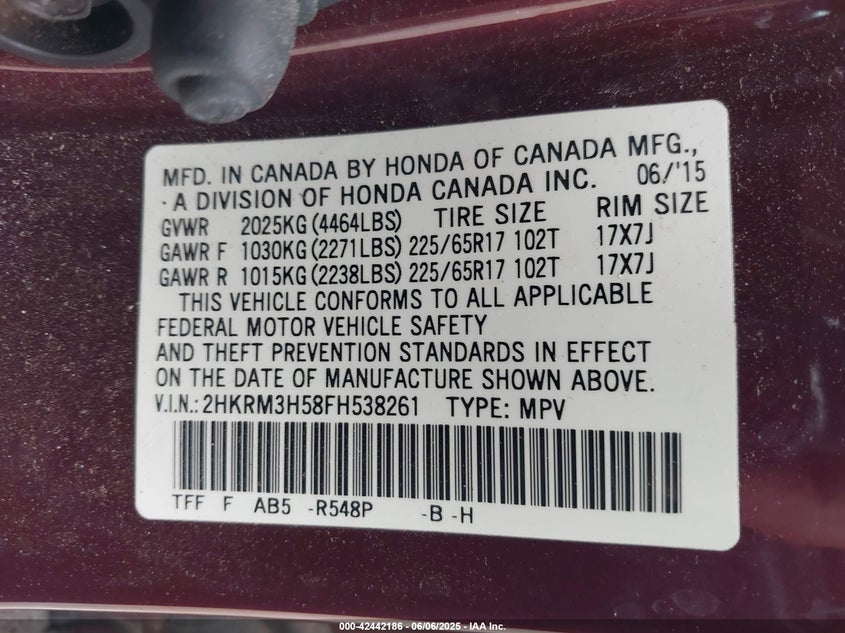 MFD. IN CANADA BY HONDA OF CANADA MFG.,
A DIVISION OF HONDA CANADA INC. 06/'15
GVWR 2025KG (4464LBS) TIRE SIZE RIM SIZE
GAWR F 1030KG (2271LBS) 225/65R17 102T 17X7J
GAWR R 1015KG (2238LBS) 225/65R17 102T 17X7J
THIS VEHICLE CONFORMS TO ALL APPLICABLE
FEDERAL MOTOR VEHICLE SAFETY
AND THEFT PREVENTION STANDARDS IN EFFECT
ON THE DATE OF MANUFACTURE SHOWN ABOVE.
V.I.N.: 2HKRM3H58FH538261 TYPE: MPV
TFF F AB5 -R548P -B -H
000-42442186 - 06/06/2025 - IAA Inc.